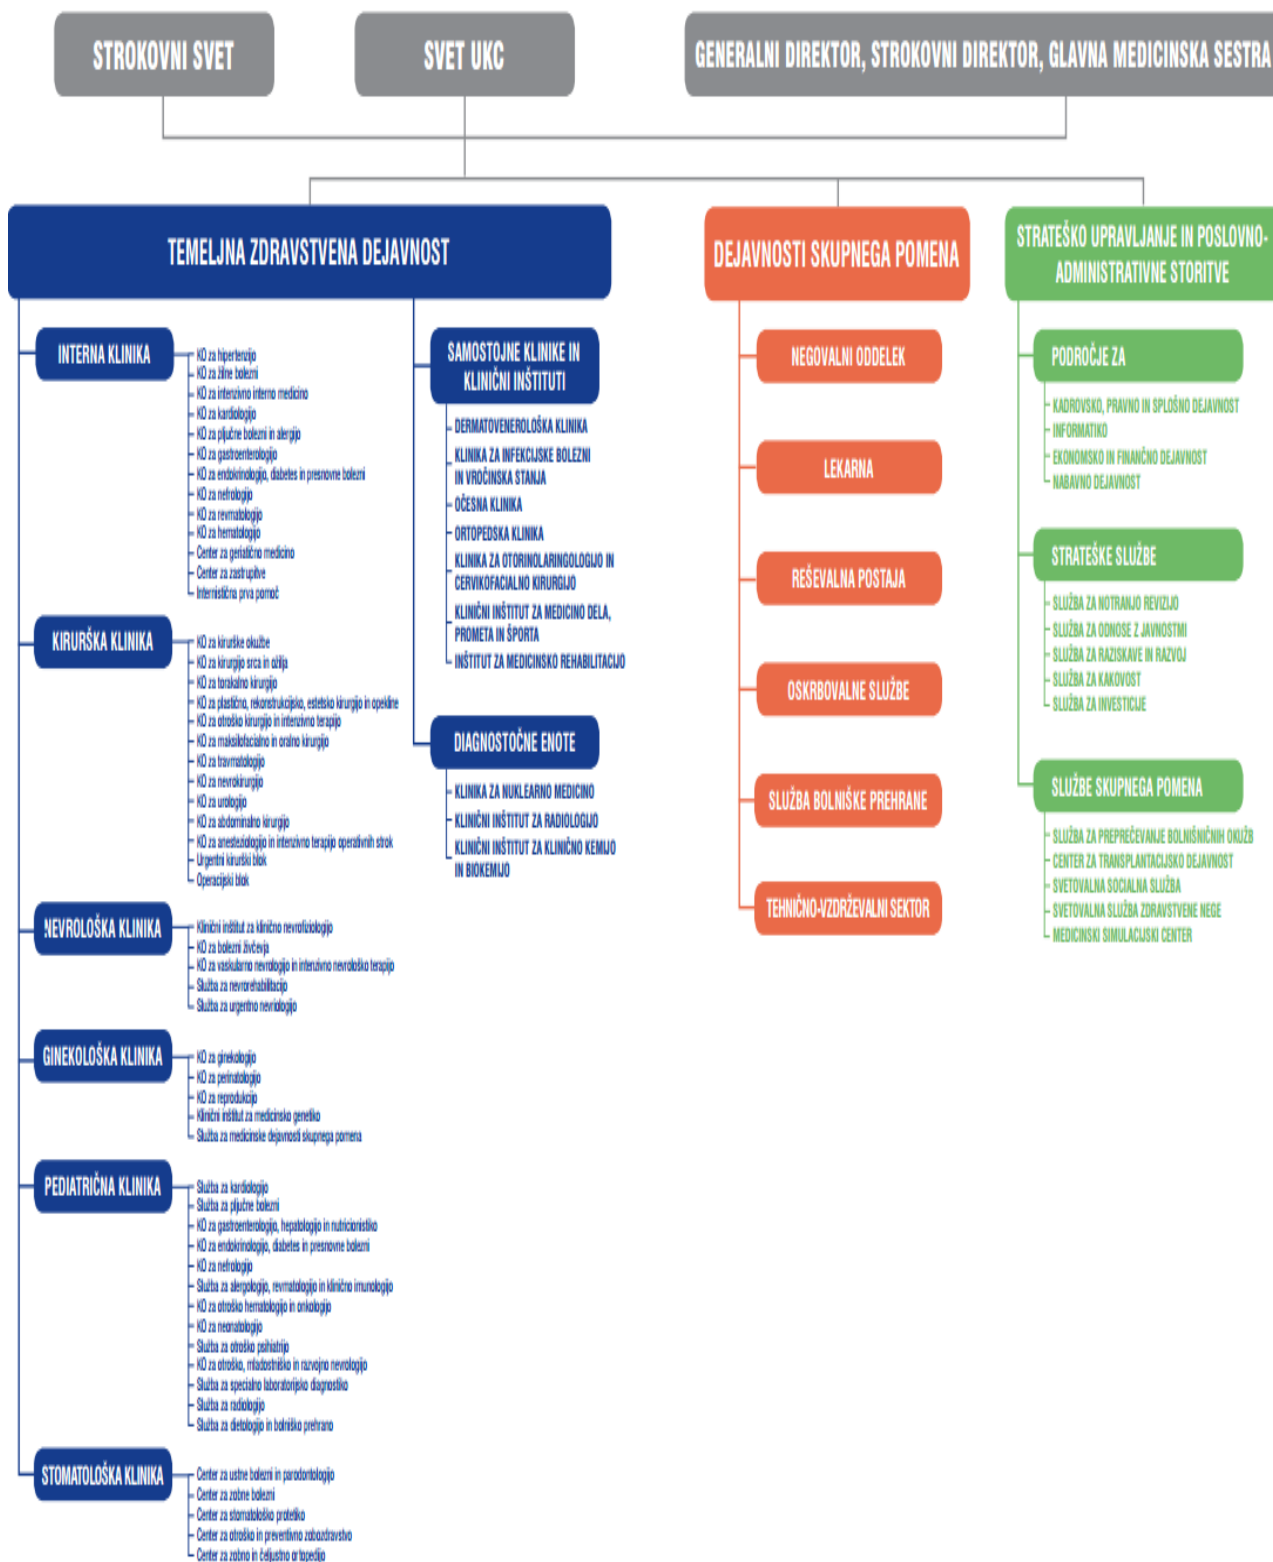 STROKOVNI SVET
SVET UKC
GENERALNI DIREKTOR, STROKOVNI DIREKTOR, GLAVNA MEDICINSKA SESTRA
TEMELJNA ZDRAVSTVENA DEJAVNOST
INTERNA KLINIKA
KO za hipertenzijo
KO za žilne bolezni
KO za intenzivno interno medicino
KO za kardiologijo
KO za pljučne bolezni in alergijo
KO za gastroenterologijo
KO za endokrinologijo, diabetes in presnovne bolezni
KO za nefrologijo
KO za revmatologijo
KO za hematologijo
Center za geriatično medicino
Center za zastrupitve
Internistična prva pomoč
KIRURŠKA KLINIKA
KO za kirurške okužbe
KO za kirurgijo srca in ožilja
KO za torakalno kirurgijo
KO za plastično, rekonstrukcijsko, estetsko kirurgijo in opekline
KO za otroško kirurgijo in intenzivno terapijo
KO za maksilofacialno in oralno kirurgijo
KO za travmatologijo
KO za nevrokirurgijo
KO za urologijo
KO za abdominalno kirurgijo
KO za anesteziologijo in intenzivno terapijo operativnih strok
Urgentni kirurški blok
Operacijski blok
NEVROLOŠKA KLINIKA
Klinični inštitut za klinično nevrofiziologijo
KO za bolezni živčevja
KO za vaskularno nevrologijo in intenzivno nevrološko terapijo
Služba za nevrorehabilitacijo
Služba za urgentno nevriologijo
GINEKOLOŠKA KLINIKA
KO za ginekologijo
KO za perinatologijo
KO za reprodukcijo
Klinični inštitut za medicinsko genetiko
Služba za medicinske dejavnosti skupnega pomena
PEDIATRIČNA KLINIKA
Služba za kardiologijo
Služba za pljučne bolezni
KO za gastroenterologijo, hepatologijo in nutricionistiko
KO za endokrinologijo, diabetes in presnovne bolezni
KO za nefrologijo
Služba za alergologijo, revmatologijo in klinično imunologijo
KO za otroško hematologijo in onkologijo
KO za neonatologijo
Služba za otroško psihiatrijo
KO za otroško, mladostniško in razvojno nevrologijo
Služba za specialno laboratorijsko diagnostiko
Služba za radiologijo
Služba za dietologijo in bolniško prehrano
STOMATOLOŠKA KLINIKA
Center za ustne bolezni in parodontologijo
Center za zobne bolezni
Center za stomatološko protetiko
Center za otroško in preventivno zobozdravstvo
Center za zobno in čeljustno ortopedijo
SAMOSTOJNE KLINIKE IN
KLINIČNI INŠTITUTI
DERMATOVENEROLOŠKA KLINIKA
KLINIKA ZA INFEKCIJSKE BOLEZNI
IN VROČINSKA STANJA
OČESNA KLINIKA
ORTOPEDSKA KLINIKA
KLINIKA ZA OTORINOLARINGOLOGIJO IN
CERVIKOFACIALNO KIRURGIJO
KLINIČNI INŠTITUT ZA MEDICINO DELA,
PROMETA IN ŠPORTA
INŠTITUT ZA MEDICINSKO REHABILITACIJO
DIAGNOSTOČNE ENOTE
KLINIKA ZA NUKLEARNO MEDICINO
KLINIČNI INŠTITUT ZA RADIOLOGIJO
KLINIČNI INŠTITUT ZA KLINIČNO KEMIJO
IN BIOKEMIJO
DEJAVNOSTI SKUPNEGA POMENA
NEGOVALNI ODDELEK
LEKARNA
REŠEVALNA POSTAJA
OSKRBOVALNE SLUŽBE
SLUŽBA BOLNIŠKE PREHRANE
TEHNIČNO-VZDRŽEVALNI SEKTOR
STRATEŠKO UPRAVLJANJE IN POSLOVNO-
ADMINISTRATIVNE STORITVE
PODROČJE ZA
KADROVSKO, PRAVNO IN SPLOŠNO DEJAVNOST
INFORMATIKO
EKONOMSKO IN FINANČNO DEJAVNOST
NABAVNO DEJAVNOST
STRATEŠKE SLUŽBE
SLUŽBA ZA NOTRANJO REVIZIJO
SLUŽBA ZA ODNOSE Z JAVNOSTMI
SLUŽBA ZA RAZISKAVE IN RAZVOJ
SLUŽBA ZA KAKOVOST
SLUŽBA ZA INVESTICIJE
SLUŽBE SKUPNEGA POMENA
SLUŽBA ZA PREPREČEVANJE BOLNIŠNIČNIH OKUŽB
CENTER ZA TRANSPLANTACIJSKO DEJAVNOST
SVETOVALNA SOCIALNA SLUŽBA
SVETOVALNA SLUŽBA ZDRAVSTVENE NEGE
MEDICINSKI SIMULACIJSKI CENTER